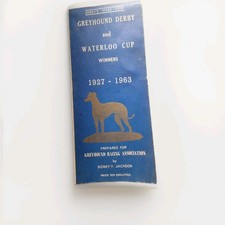 GREYHOUND DERBY
and
WATERLOO CUP
WINNERS
1927 - 1963
PREPARED FOR
GREYHOUND RACING ASSOCIATION
by
SIDNEY F. JACKSON